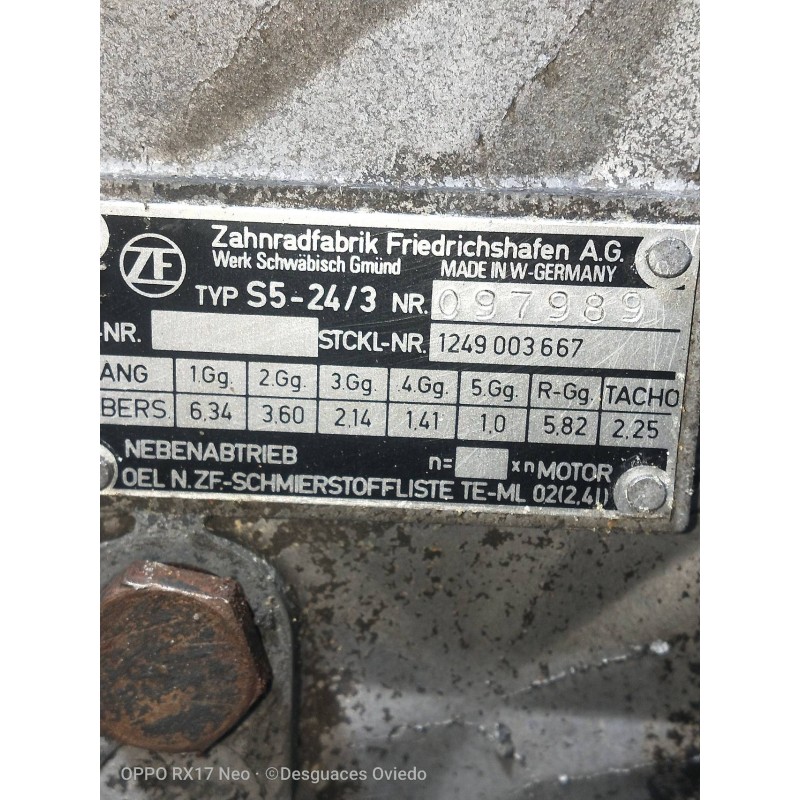 ZF
Zahnradfabrik Friedrichshafen A.G.
Werk Schwäbisch Gmünd MADE IN W-GERMANY
TYP S5-24/3 NR. 097989
-NR. STCKL-NR. 1249 003 667
ANG 1.Gg. 2.Gg. 3.Gg. 4.Gg. 5.Gg. R-Gg. TACHO
BERS. 6,34 3,60 2,14 1,41 1,0 5,82 2,25
NEBENABTRIEB n= x nMOTOR
OEL N. ZF.-SCHMIERSTOFFLISTE TE-ML 02(2,4l)
OPPO RX17 Neo · ©Desguaces Oviedo